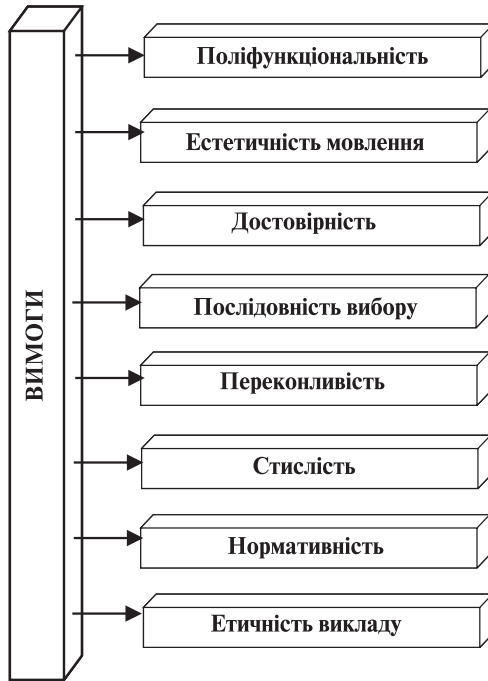 ВИМОГИ
Поліфункціональність
Естетичність мовлення
Достовірність
Послідовність вибору
Переконливість
Стислість
Нормативність
Етичність викладу